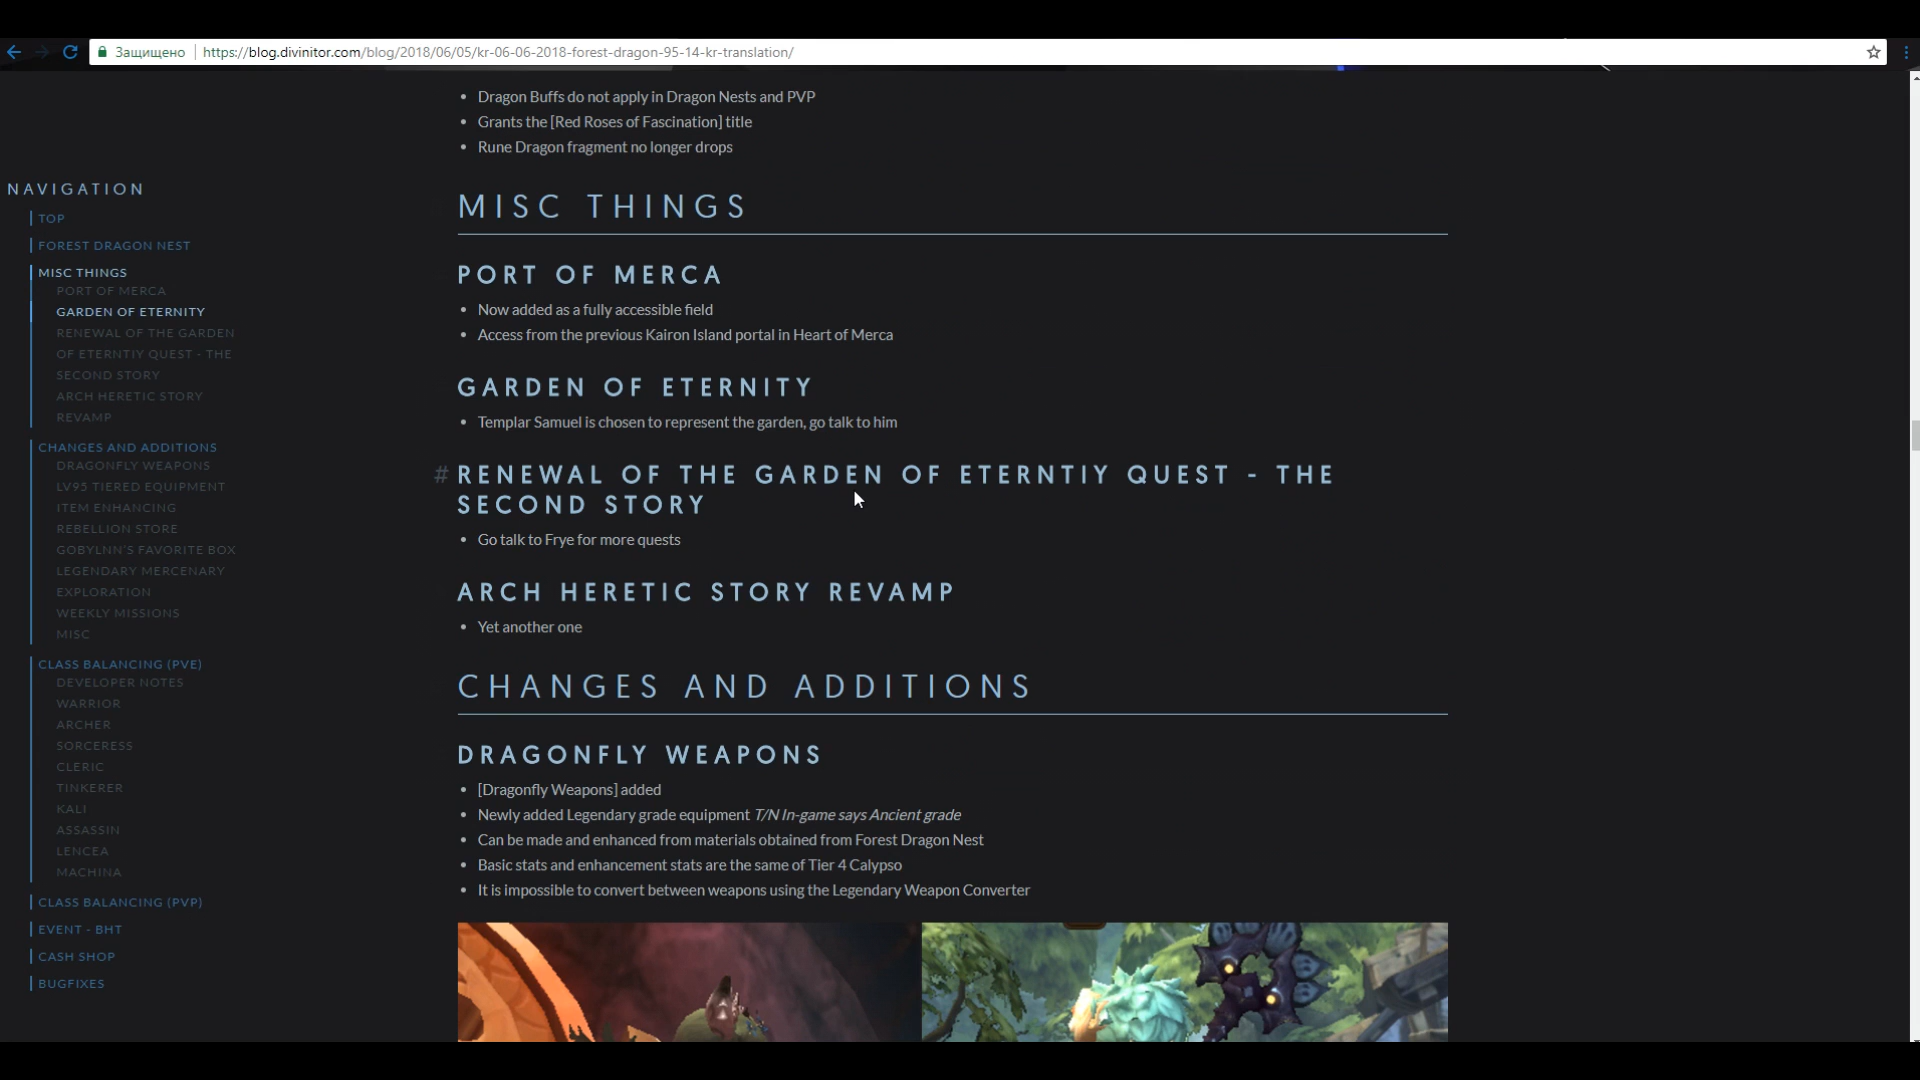 Защищено
https://blog.divinitor.com/blog/2018/06/05/kr-06-06-2018-forest-dragon-95-14-kr-translation/
NAVIGATION
TOP
FOREST DRAGON NEST
MISC THINGS
PORT OF MERCA
GARDEN OF ETERNITY
RENEWAL OF THE GARDEN
OF ETERNTIY QUEST - THE
SECOND STORY
ARCH HERETIC STORY
REVAMP
CHANGES AND ADDITIONS
DRAGONFLY WEAPONS
LV95 TIERED EQUIPMENT
ITEM ENHANCING
REBELLION STORE
GOBYLNN'S FAVORITE BOX
LEGENDARY MERCENARY
EXPLORATION
WEEKLY MISSIONS
MISC
CLASS BALANCING (PVE)
DEVELOPER NOTES
WARRIOR
ARCHER
SORCERESS
CLERIC
TINKERER
KALI
ASSASSIN
LENCEA
MACHINA
CLASS BALANCING (PVP)
EVENT - BHT
CASH SHOP
BUGFIXES
• Dragon Buffs do not apply in Dragon Nests and PVP
• Grants the [Red Roses of Fascination] title
• Rune Dragon fragment no longer drops
MISC THINGS
PORT OF MERCA
• Now added as a fully accessible field
• Access from the previous Kairon Island portal in Heart of Merca
GARDEN OF ETERNITY
• Templar Samuel is chosen to represent the garden, go talk to him
# RENEWAL OF THE GARDEN OF ETERNTIY QUEST - THE
SECOND STORY
• Go talk to Frye for more quests
ARCH HERETIC STORY REVAMP
• Yet another one
CHANGES AND ADDITIONS
DRAGONFLY WEAPONS
• [Dragonfly Weapons] added
• Newly added Legendary grade equipment T/N In-game says Ancient grade
• Can be made and enhanced from materials obtained from Forest Dragon Nest
• Basic stats and enhancement stats are the same of Tier 4 Calypso
• It is impossible to convert between weapons using the Legendary Weapon Converter